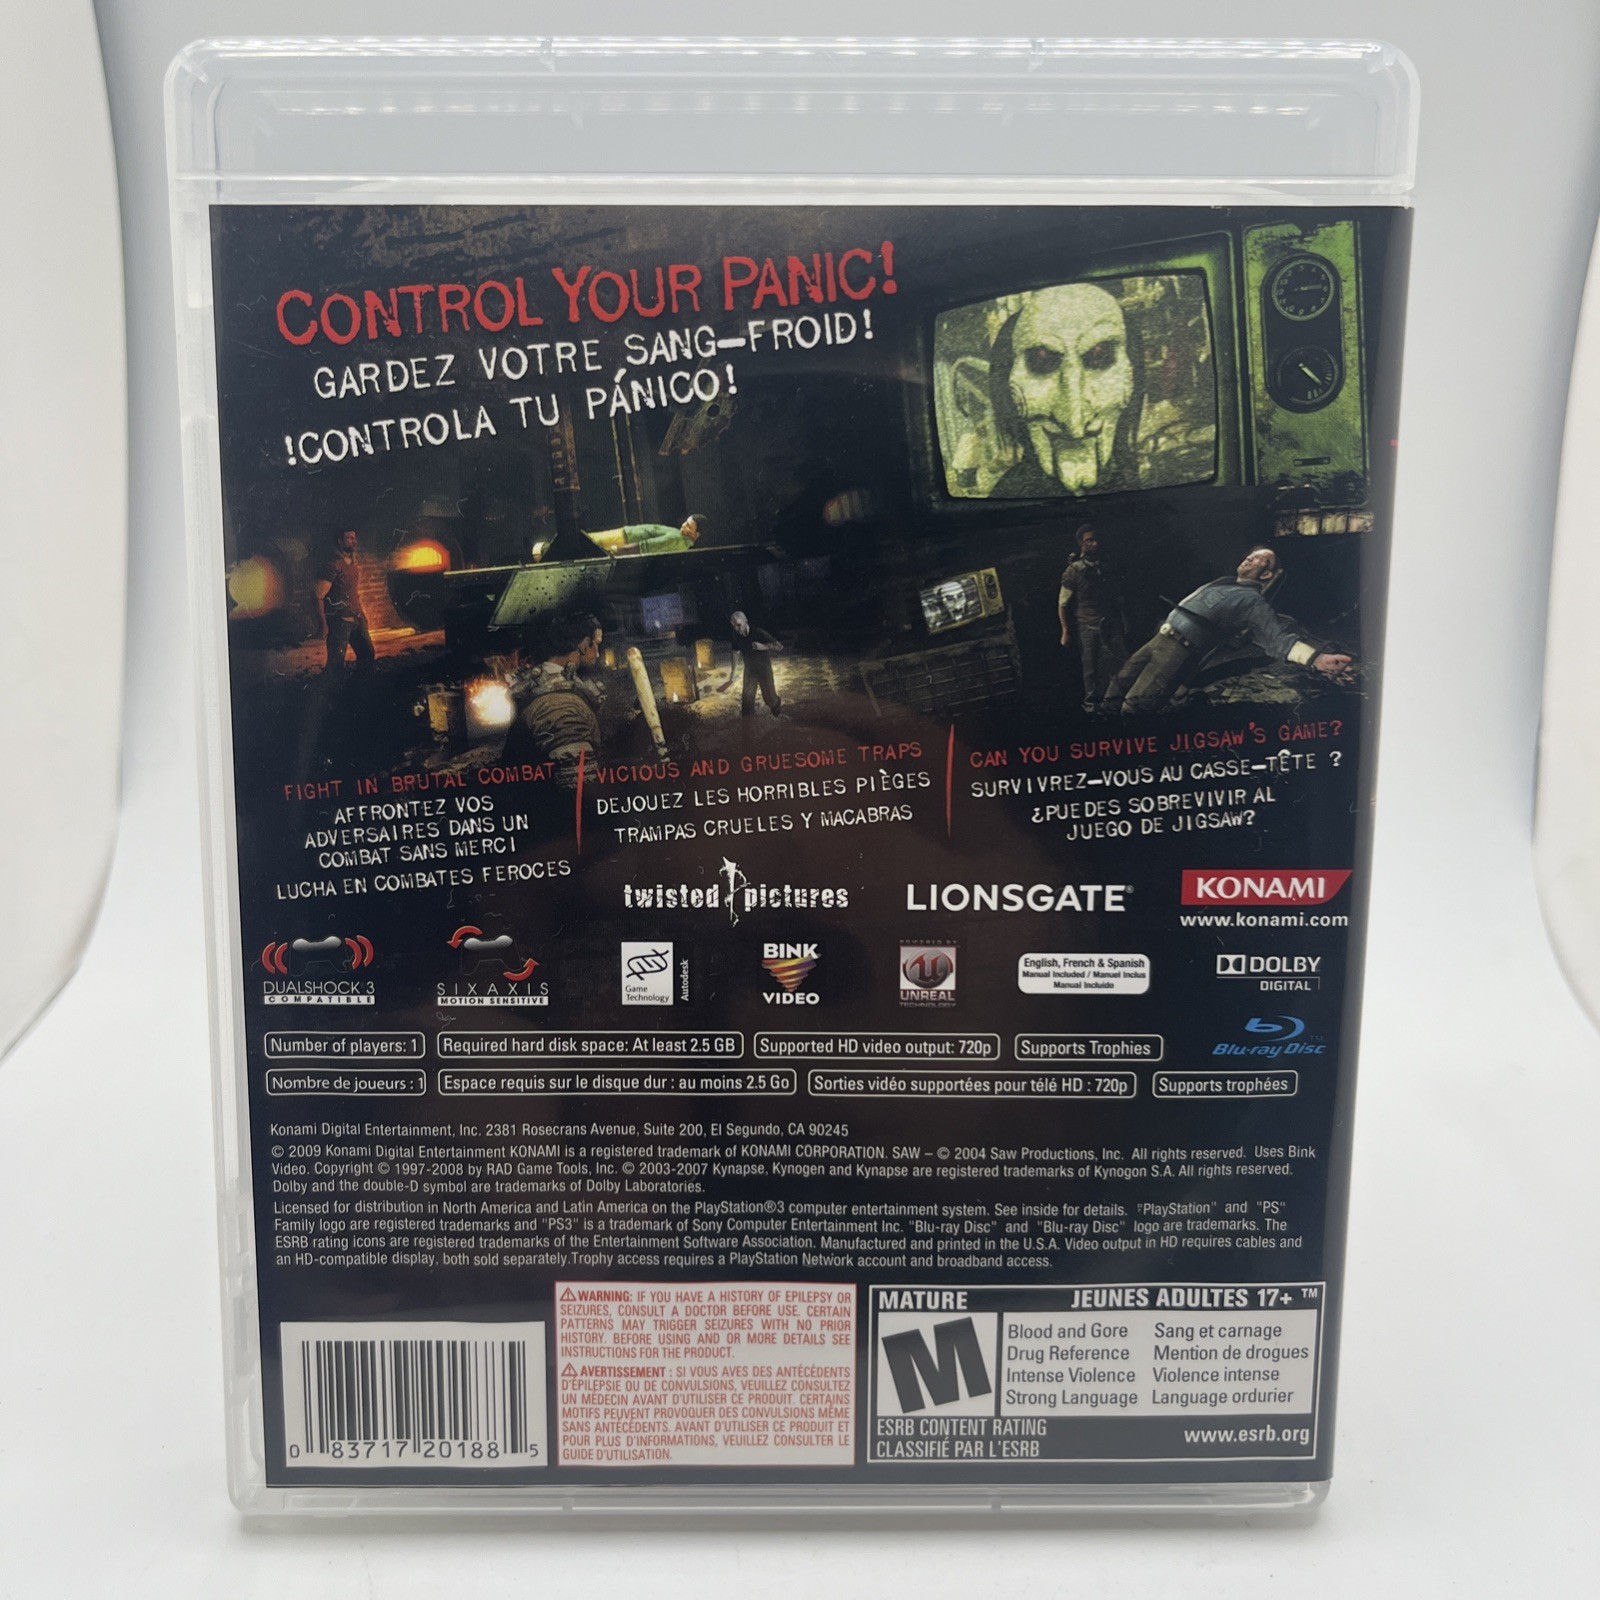 CONTROL YOUR PANIC!
GARDEZ VOTRE SANG-FROID!
!CONTROLA TU PÁNICO!
FIGHT IN BRUTAL COMBAT
AFFRONTEZ VOS
ADVERSAIRES DANS UN
COMBAT SANS MERCI
LUCHA EN COMBATES FEROCES
VICIOUS AND GRUESOME TRAPS
DEJOUEZ LES HORRIBLES PIÈGES
TRAMPAS CRUELES Y MACABRAS
CAN YOU SURVIVE JIGSAW'S GAME?
SURVIVREZ-VOUS AU CASSE-TÊTE ?
¿PUEDES SOBREVIVIR AL
JUEGO DE JIGSAW?
twisted pictures
LIONSGATE®
KONAMI
www.konami.com
DUALSHOCK 3
COMPATIBLE
SIXAXIS
MOTION SENSITIVE
Game
Technology
Autodesk
BINK
VIDEO
POWERED BY
UNREAL
TECHNOLOGY
English, French & Spanish
Manual Included / Manuel Inclus
Manual Incluido
DOLBY
DIGITAL
Number of players: 1
Required hard disk space: At least 2.5 GB
Supported HD video output: 720p
Supports Trophies
Blu-ray Disc™
Nombre de joueurs : 1
Espace requis sur le disque dur : au moins 2.5 Go
Sorties vidéo supportées pour télé HD : 720p
Supports trophées
Konami Digital Entertainment, Inc. 2381 Rosecrans Avenue, Suite 200, El Segundo, CA 90245
© 2009 Konami Digital Entertainment KONAMI is a registered trademark of KONAMI CORPORATION. SAW – © 2004 Saw Productions, Inc. All rights reserved. Uses Bink
Video. Copyright © 1997-2008 by RAD Game Tools, Inc. © 2003-2007 Kynapse, Kynogen and Kynapse are registered trademarks of Kynogon S.A. All rights reserved.
Dolby and the double-D symbol are trademarks of Dolby Laboratories.
Licensed for distribution in North America and Latin America on the PlayStation®3 computer entertainment system. See inside for details. "PlayStation" and "PS"
Family logo are registered trademarks and "PS3" is a trademark of Sony Computer Entertainment Inc. "Blu-ray Disc" and "Blu-ray Disc" logo are trademarks. The
ESRB rating icons are registered trademarks of the Entertainment Software Association. Manufactured and printed in the U.S.A. Video output in HD requires cables and
an HD-compatible display, both sold separately.Trophy access requires a PlayStation Network account and broadband access.
0 83717 20188 5
⚠WARNING: IF YOU HAVE A HISTORY OF EPILEPSY OR
SEIZURES, CONSULT A DOCTOR BEFORE USE. CERTAIN
PATTERNS MAY TRIGGER SEIZURES WITH NO PRIOR
HISTORY. BEFORE USING AND OR MORE DETAILS SEE
INSTRUCTIONS FOR THE PRODUCT.
⚠AVERTISSEMENT : SI VOUS AVES DES ANTÉCÉDENTS
D'ÉPILEPSIE OU DE CONVULSIONS, VEUILLEZ CONSULTEZ
UN MÉDECIN AVANT D'UTILISER CE PRODUIT. CERTAINS
MOTIFS PEUVENT PROVOQUER DES CONVULSIONS MÊME
SANS ANTÉCÉDENTS. AVANT D'UTILISER CE PRODUIT ET
POUR PLUS D'INFORMATIONS, VEUILLEZ CONSULTER LE
GUIDE D'UTILISATION.
MATURE JEUNES ADULTES 17+ ™
M
Blood and Gore
Drug Reference
Intense Violence
Strong Language
Sang et carnage
Mention de drogues
Violence intense
Language ordurier
ESRB CONTENT RATING
CLASSIFIÉ PAR L'ESRB
www.esrb.org